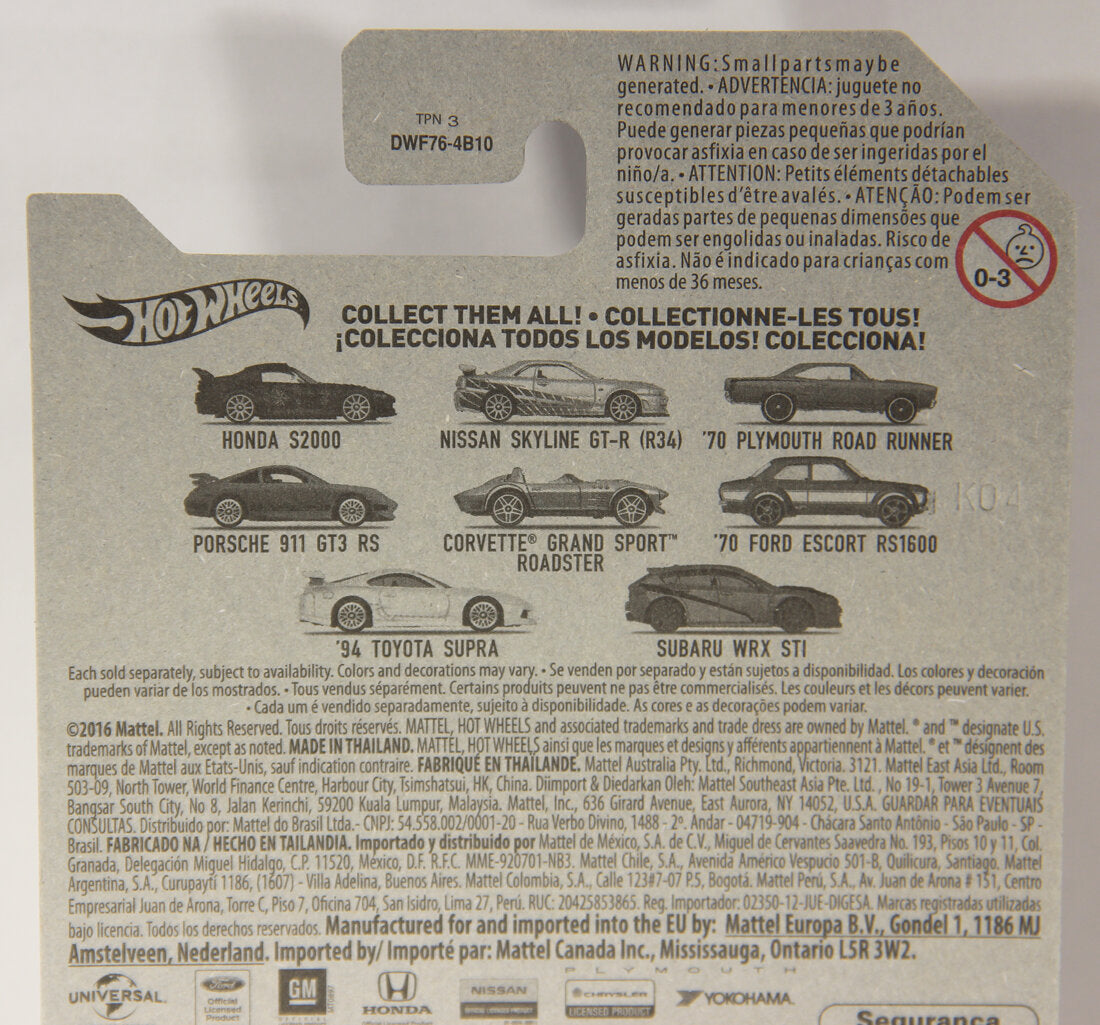 TPN 3
DWF76-4B10
WARNING: Small parts may be
generated. • ADVERTENCIA: juguete no
recomendado para menores de 3 años.
Puede generar piezas pequeñas que podrían
provocar asfixia en caso de ser ingeridas por el
niño/a. • ATTENTION: Petits éléments détachables
susceptibles d'être avalés. • ATENÇÃO: Podem ser
geradas partes de pequenas dimensões que
podem ser engolidas ou inaladas. Risco de
asfixia. Não é indicado para crianças com
menos de 36 meses.
0-3
HOT WHEELS
COLLECT THEM ALL! • COLLECTIONNE-LES TOUS!
¡COLECCIONA TODOS LOS MODELOS! COLECCIONA!
HONDA S2000
NISSAN SKYLINE GT-R (R34)
'70 PLYMOUTH ROAD RUNNER
K04
PORSCHE 911 GT3 RS
CORVETTE® GRAND SPORT™
ROADSTER
'70 FORD ESCORT RS1600
'94 TOYOTA SUPRA
SUBARU WRX STI
Each sold separately, subject to availability. Colors and decorations may vary. • Se venden por separado y están sujetos a disponibilidad. Los colores y decoración
pueden variar de los mostrados. • Tous vendus séparément. Certains produits peuvent ne pas être commercialisés. Les couleurs et les décors peuvent varier.
• Cada um é vendido separadamente, sujeito à disponibilidade. As cores e as decorações podem variar.
©2016 Mattel. All Rights Reserved. Tous droits réservés. MATTEL, HOT WHEELS and associated trademarks and trade dress are owned by Mattel. ® and ™ designate U.S.
trademarks of Mattel, except as noted. MADE IN THAILAND. MATTEL, HOT WHEELS ainsi que les marques et designs y afférents appartiennent à Mattel. ® et ™ désignent des
marques de Mattel aux Etats-Unis, sauf indication contraire. FABRIQUÉ EN THAÏLANDE. Mattel Australia Pty. Ltd., Richmond, Victoria. 3121. Mattel East Asia Ltd., Room
503-09, North Tower, World Finance Centre, Harbour City, Tsimshatsui, HK, China. Diimport & Diedarkan Oleh: Mattel Southeast Asia Pte. Ltd. , No 19-1, Tower 3 Avenue 7,
Bangsar South City, No 8, Jalan Kerinchi, 59200 Kuala Lumpur, Malaysia. Mattel, Inc., 636 Girard Avenue, East Aurora, NY 14052, U.S.A. GUARDAR PARA EVENTUAIS
CONSULTAS. Distribuido por: Mattel do Brasil Ltda.- CNPJ: 54.558.002/0001-20 - Rua Verbo Divino, 1488 - 2º. Andar - 04719-904 - Chácara Santo Antônio - São Paulo - SP -
Brasil. FABRICADO NA / HECHO EN TAILANDIA. Importado y distribuido por Mattel de México, S.A. de C.V., Miguel de Cervantes Saavedra No. 193, Pisos 10 y 11, Col.
Granada, Delegación Miguel Hidalgo, C.P. 11520, México, D.F. R.F.C. MME-920701-NB3. Mattel Chile, S.A., Avenida Américo Vespucio 501-B, Quilicura, Santiago. Mattel
Argentina, S.A., Curupaytí 1186, (1607) - Villa Adelina, Buenos Aires. Mattel Colombia, S.A., Calle 123#7-07 P.5, Bogotá. Mattel Perú, S.A., Av. Juan de Arona # 151, Centro
Empresarial Juan de Arona, Torre C, Piso 7, Oficina 704, San Isidro, Lima 27, Perú. RUC: 20425853865. Reg. Importador: 02350-12-JUE-DIGESA. Marcas registradas utilizadas
bajo licencia. Todos los derechos reservados. Manufactured for and imported into the EU by: Mattel Europa B.V., Gondel 1, 1186 MJ
Amstelveen, Nederland. Imported by/ Importé par: Mattel Canada Inc., Mississauga, Ontario L5R 3W2.
PLYMOUTH
UNIVERSAL
Ford
Official
Licensed
Product
GM
HONDA
NISSAN
CHRYSLER
LICENSED PRODUCT
YOKOHAMA.
Segurança